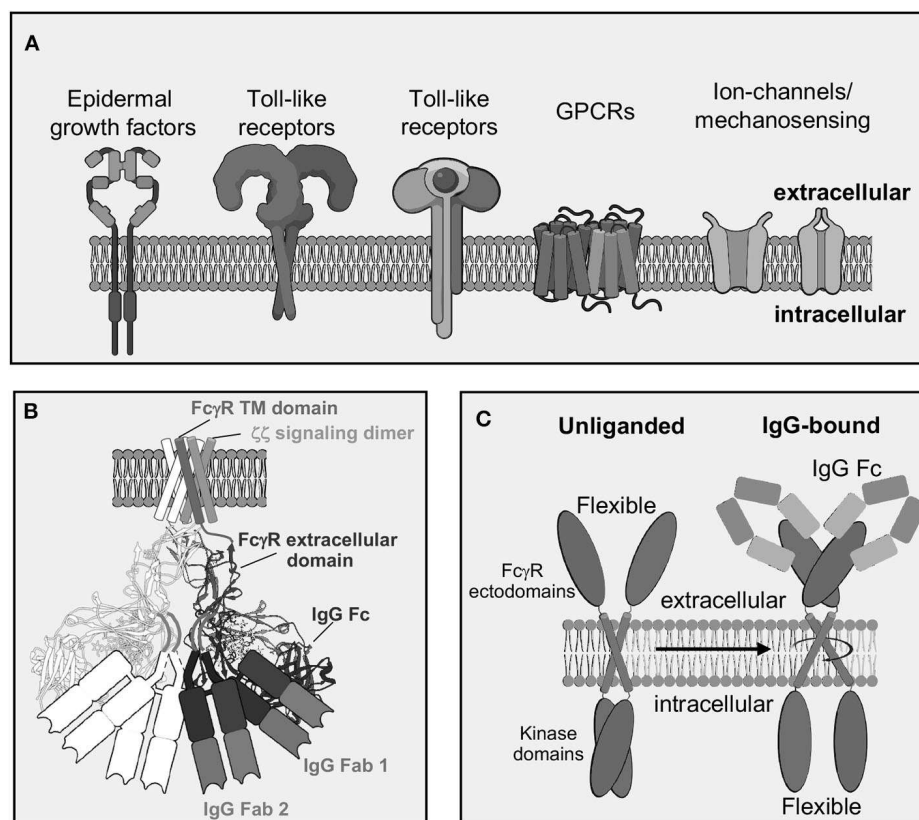 A
Epidermal
growth factors
Toll-like
receptors
Toll-like
receptors
GPCRs
Ion-channels/
mechanosensing
extracellular
intracellular
B
FcγR TM domain
ζζ signaling dimer
FcγR extracellular
domain
IgG Fc
IgG Fab 1
IgG Fab 2
C
Unliganded
IgG-bound
IgG Fc
Flexible
FcγR
ectodomains
extracellular
intracellular
Kinase
domains
Flexible